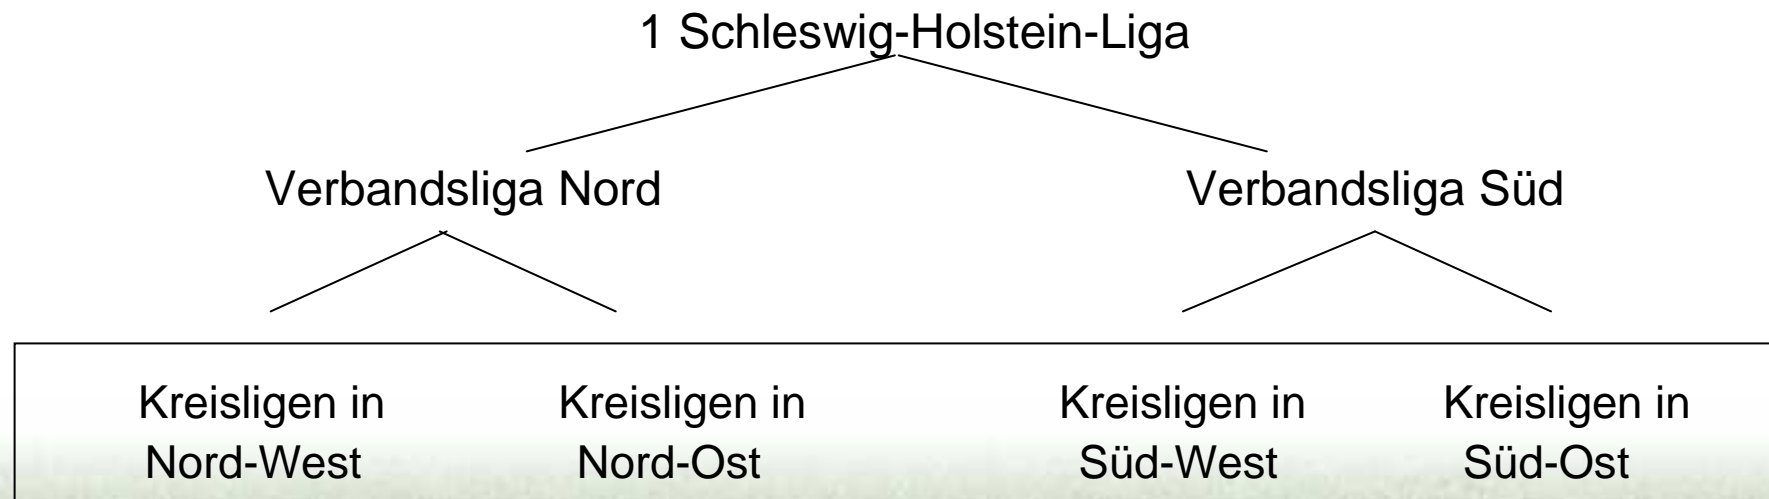 1 Schleswig-Holstein-Liga
Verbandsliga Nord
Verbandsliga Süd
Kreisligen in
Nord-West
Kreisligen in
Nord-Ost
Kreisligen in
Süd-West
Kreisligen in
Süd-Ost